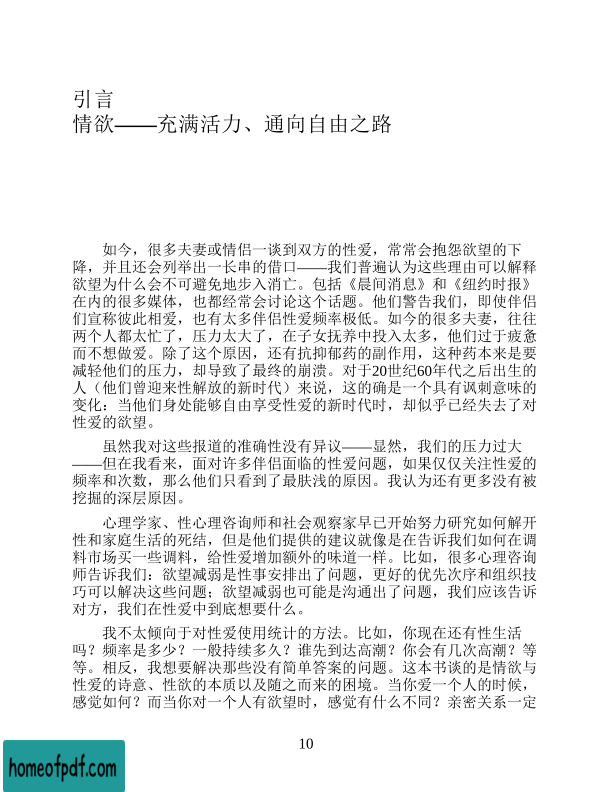 引言
情欲——充满活力、通向自由之路
如今，很多夫妻或情侣一谈到双方的性爱，常常会抱怨欲望的下
降，并且还会列举出一长串的借口——我们普遍认为这些理由可以解释
欲望为什么会不可避免地步入消亡。包括《晨间消息》和《纽约时报》
在内的很多媒体，也都经常会讨论这个话题。他们警告我们，即使伴侣
们宣称彼此相爱，也有太多伴侣性爱频率极低。如今的很多夫妻，往往
两个人都太忙了，压力太大了，在子女抚养中投入太多，他们过于疲惫
而不想做爱。除了这个原因，还有抗抑郁药的副作用，这种药本来是要
减轻他们的压力，却导致了最终的崩溃。对于20世纪60年代之后出生的
人（他们曾迎来性解放的新时代）来说，这的确是一个具有讽刺意味的
变化：当他们身处能够自由享受性爱的新时代时，却似乎已经失去了对
性爱的欲望。
虽然我对这些报道的准确性没有异议——显然，我们的压力过大
——但在我看来，面对许多伴侣面临的性爱问题，如果仅仅关注性爱的
频率和次数，那么他们只看到了最肤浅的原因。我认为还有更多没有被
挖掘的深层原因。
心理学家、性心理咨询师和社会观察家早已开始努力研究如何解开
性和家庭生活的死结，但是他们提供的建议就像是在告诉我们如何在调
料市场买一些调料，给性爱增加额外的味道一样。比如，很多心理咨询
师告诉我们：欲望减弱是性事安排出了问题，更好的优先次序和组织技
巧可以解决这些问题；欲望减弱也可能是沟通出了问题，我们应该告诉
对方，我们在性爱中到底想要什么。
我不太倾向于对性爱使用统计的方法。比如，你现在还有性生活
吗？频率是多少？一般持续多久？谁先到达高潮？你会有几次高潮？等
等。相反，我想要解决那些没有简单答案的问题。这本书谈的是情欲与
性爱的诗意、性欲的本质以及随之而来的困境。当你爱一个人的时候，
感觉如何？而当你对一个人有欲望时，感觉有什么不同？亲密关系一定
10
homeofpdf.com